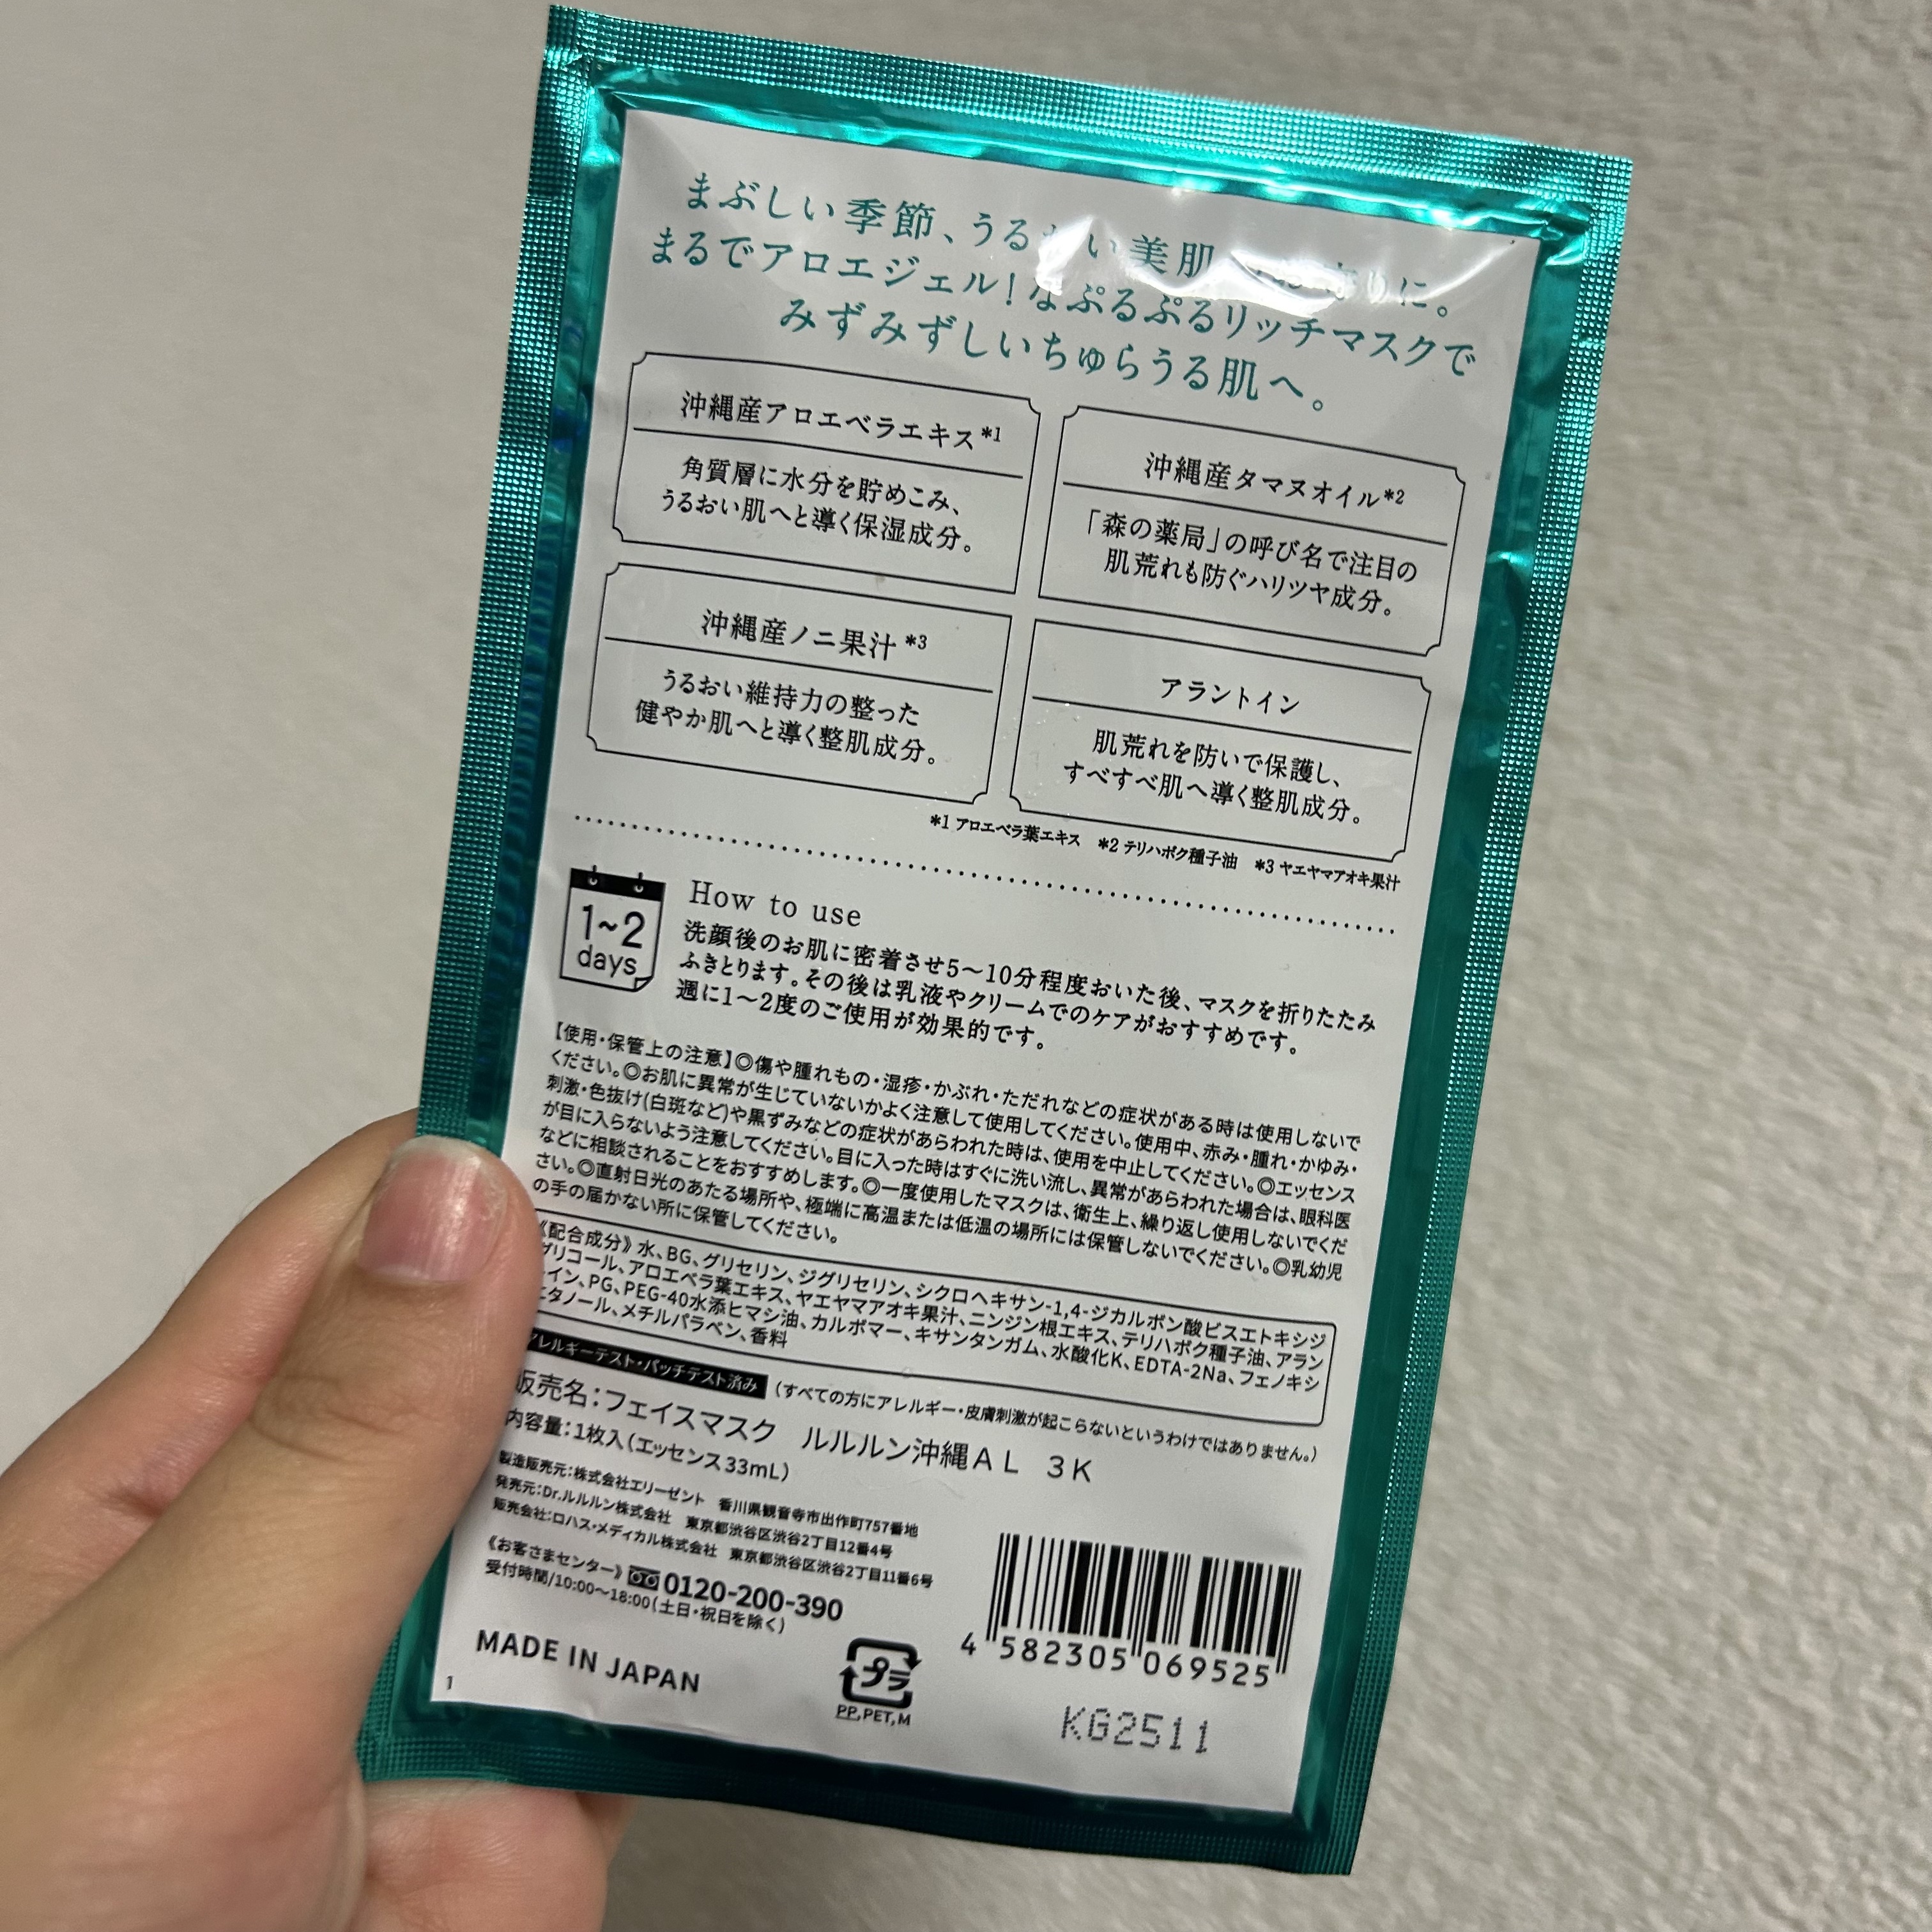 まぶしい季節、うる い美肌 りに。
まるでアロエジェル!なぷるぷるリッチマスクで
みずみずしいちゅらうる肌へ。
沖縄産アロエベラエキス*1
角質層に水分を貯めこみ、
うるおい肌へと導く保湿成分。
沖縄産タマヌオイル*2
「森の薬局」の呼び名で注目の
肌荒れも防ぐハリツヤ成分。
沖縄産ノニ果汁*3
うるおい維持力の整った
健やか肌へと導く整肌成分。
アラントイン
肌荒れを防いで保護し、
すべすべ肌へ導く整肌成分。
*1 アロエベラ葉エキス *2 テリハボク種子油 *3 ヤエヤマアオキ果汁
1~2
days
How to use
洗顔後のお肌に密着させ5〜10分程度おいた後、マスクを折りたたみ
ふきとります。その後は乳液やクリームでのケアがおすすめです。
週に1〜2度のご使用が効果的です。
【使用・保管上の注意】◎傷や腫れもの・湿疹・かぶれ・ただれなどの症状がある時は使用しないで
ください。◎お肌に異常が生じていないかよく注意して使用してください。使用中、赤み・腫れ・かゆみ・
刺激・色抜け(白斑など)や黒ずみなどの症状があらわれた時は、使用を中止してください。◎エッセンス
が目に入らないよう注意してください。目に入った時はすぐに洗い流し、異常があらわれた場合は、眼科医
などに相談されることをおすすめします。◎一度使用したマスクは、衛生上、繰り返し使用しないでくだ
さい。◎直射日光のあたる場所や、極端に高温または低温の場所には保管しないでください。◎乳幼児
の手の届かない所に保管してください。
《配合成分》水、BG、グリセリン、ジグリセリン、シクロヘキサン-1,4-ジカルボン酸ビスエトキシジ
グリコール、アロエベラ葉エキス、ヤエヤマアオキ果汁、ニンジン根エキス、テリハボク種子油、アラン
トイン、PG、PEG-40水添ヒマシ油、カルボマー、キサンタンガム、水酸化K、EDTA-2Na、フェノキシ
エタノール、メチルパラベン、香料
アレルギーテスト・パッチテスト済み (すべての方にアレルギー・皮膚刺激が起こらないというわけではありません。)
販売名:フェイスマスク ルルルン沖縄AL 3K
内容量:1枚入(エッセンス33mL)
製造販売元:株式会社エリーゼント 香川県観音寺市出作町757番地
発売元:Dr.ルルルン株式会社 東京都渋谷区渋谷2丁目12番4号
販売会社:ロハス・メディカル株式会社 東京都渋谷区渋谷2丁目11番6号
《お客さまセンター》 0120-200-390
受付時間/10:00〜18:00(土日・祝日を除く)
MADE IN JAPAN
1
プラ
PP,PET,M
4 582305 069525
KG2511